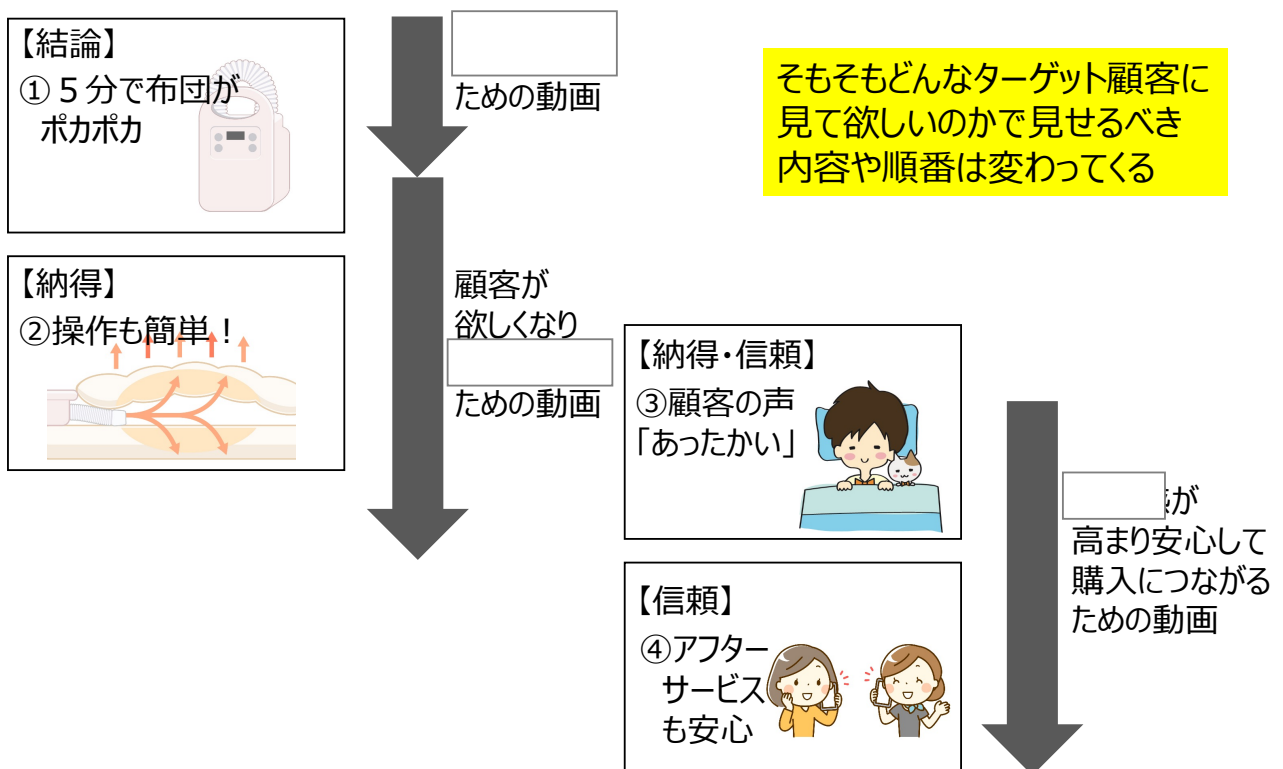 【結論】
①５分で布団が
ポカポカ
ための動画
そもそもどんなターゲット顧客に
見て欲しいのかで見せるべき
内容や順番は変わってくる
【納得】
②操作も簡単！
顧客が
欲しくなり
ための動画
【納得・信頼】
③顧客の声
「あったかい」
が
高まり安心して
購入につながる
ための動画
【信頼】
④アフター
サービス
も安心